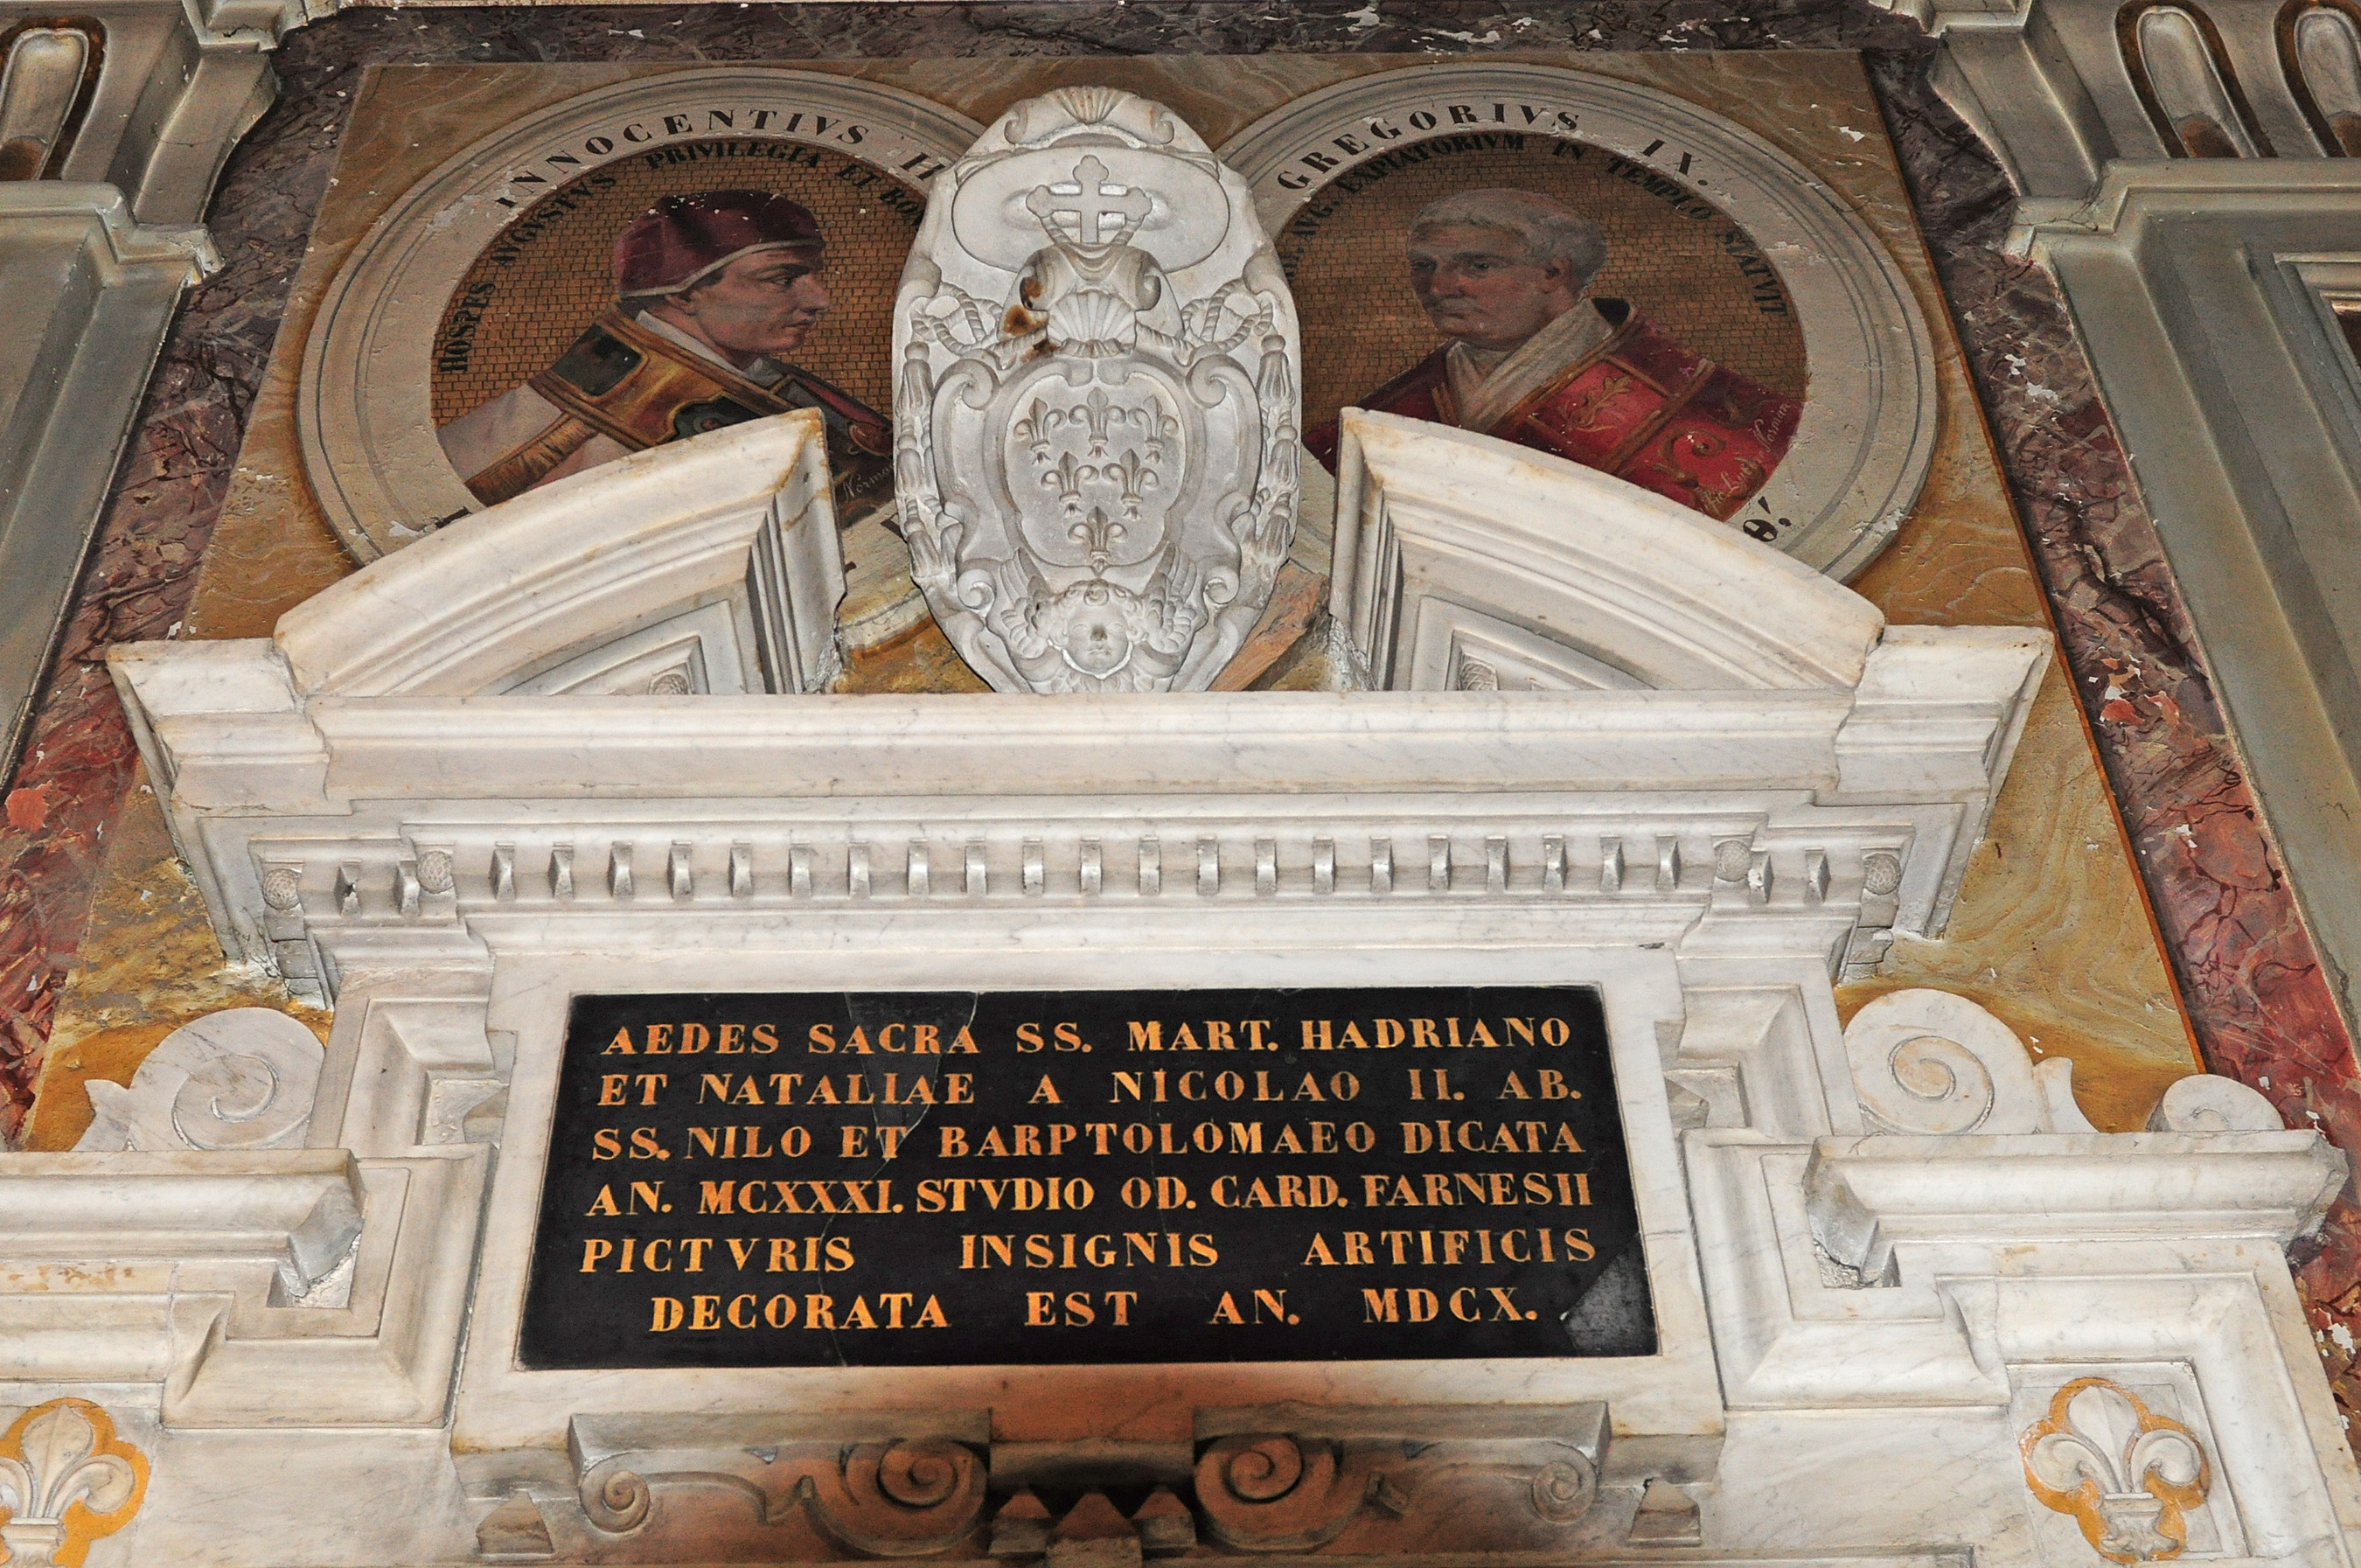 INNOCENTIVS II
HOSPES AVGVSTVS PRIVILEGIA ET
GREGORIVS IX.
AVG. EXPIATORIVM IN TEMPLO STATVIT
AEDES SACRA SS. MART. HADRIANO
ET NATALIAE A NICOLAO II. AB.
SS. NILO ET BARPTOLOMAEO DICATA
AN. MCXXXI. STVDIO OD. CARD. FARNESII
PICTVRIS INSIGNIS ARTIFICIS
DECORATA EST AN. MDCX.